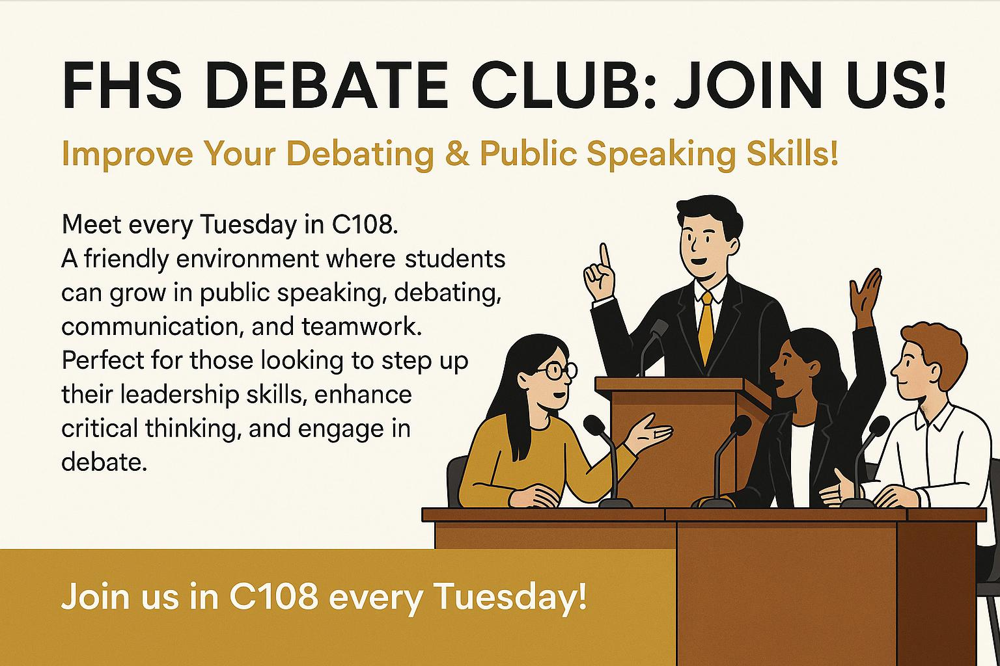 FHS DEBATE CLUB: JOIN US!
Improve Your Debating & Public Speaking Skills!
Meet every Tuesday in C108.
A friendly environment where students
can grow in public speaking, debating,
communication, and teamwork.
Perfect for those looking to step up
their leadership skills, enhance
critical thinking, and engage in
debate.
Join us in C108 every Tuesday!